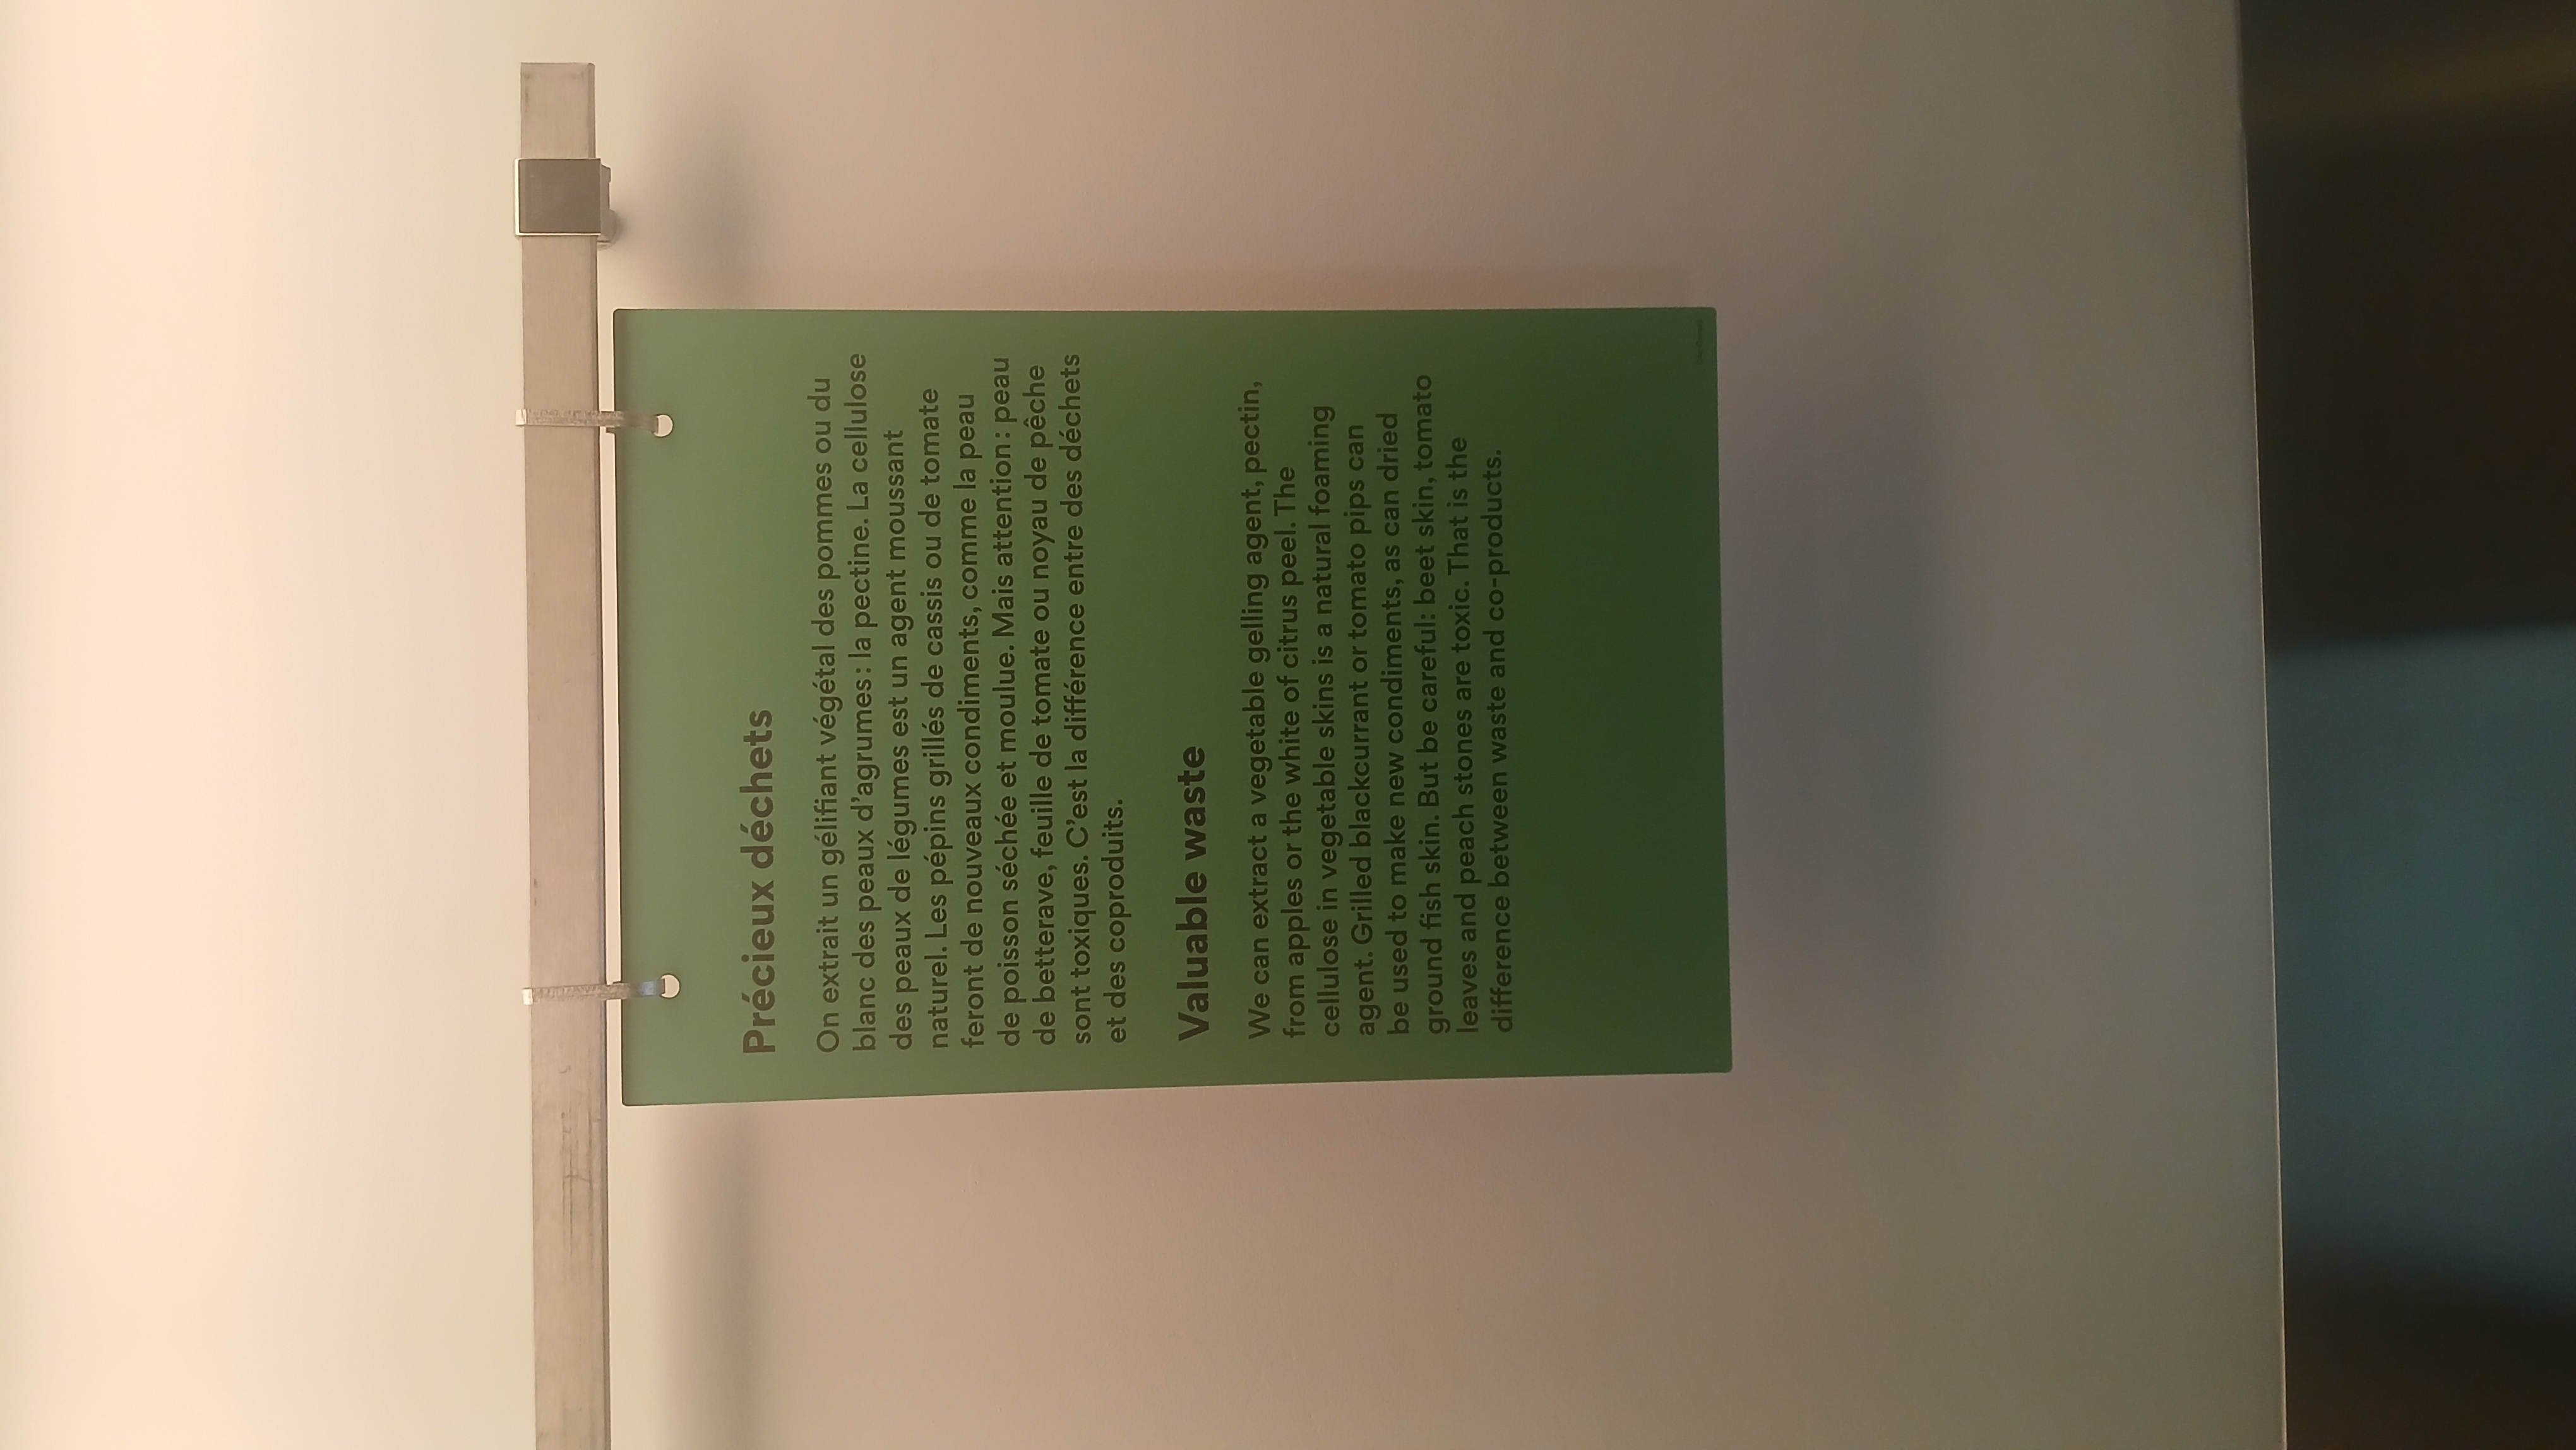 Précieux déchets
On extrait un gélifiant végétal des pommes ou du
blanc des peaux d'agrumes : la pectine. La cellulose
des peaux de légumes est un agent moussant
naturel. Les pépins grillés de cassis ou de tomate
feront de nouveaux condiments, comme la peau
de poisson séchée et moulue. Mais attention : peau
de betterave, feuille de tomate ou noyau de pêche
sont toxiques. C'est la différence entre des déchets
et des coproduits.
Valuable waste
We can extract a vegetable gelling agent, pectin,
from apples or the white of citrus peel. The
cellulose in vegetable skins is a natural foaming
agent. Grilled blackcurrant or tomato pips can
be used to make new condiments, as can dried
ground fish skin. But be careful: beet skin, tomato
leaves and peach stones are toxic. That is the
difference between waste and co-products.